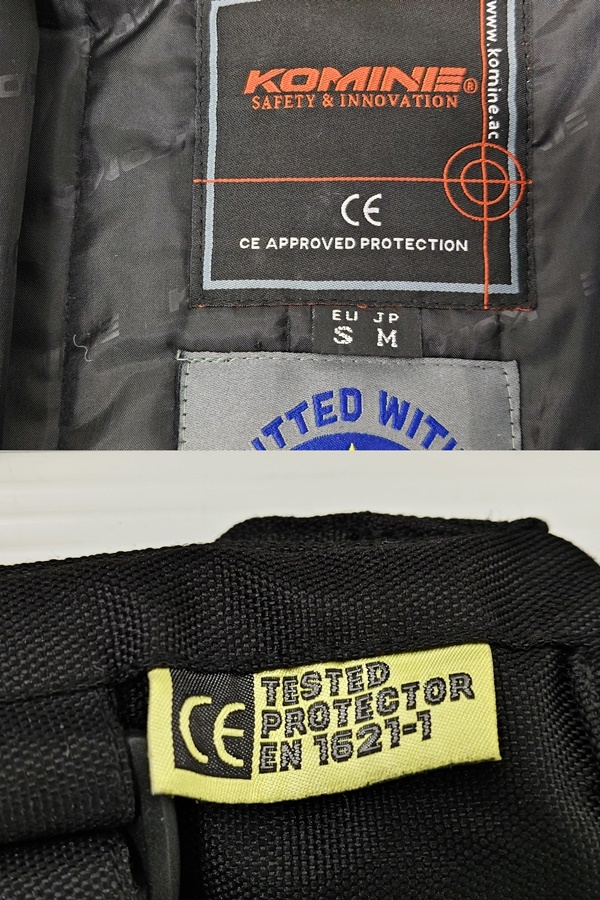 KOMINE®
SAFETY & INNOVATION
www.komine.ac
CE
CE APPROVED PROTECTION
EU JP
S M
WITH
CE
TESTED
PROTECTOR
EN 1621-1